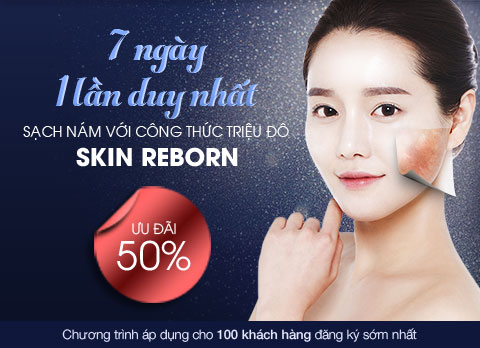 7 ngày
1 lần duy nhất
SẠCH NÁM VỚI CÔNG THỨC TRIỆU ĐÔ
SKIN REBORN
ƯU ĐÃI
50%
Chương trình áp dụng cho 100 khách hàng đăng ký sớm nhất